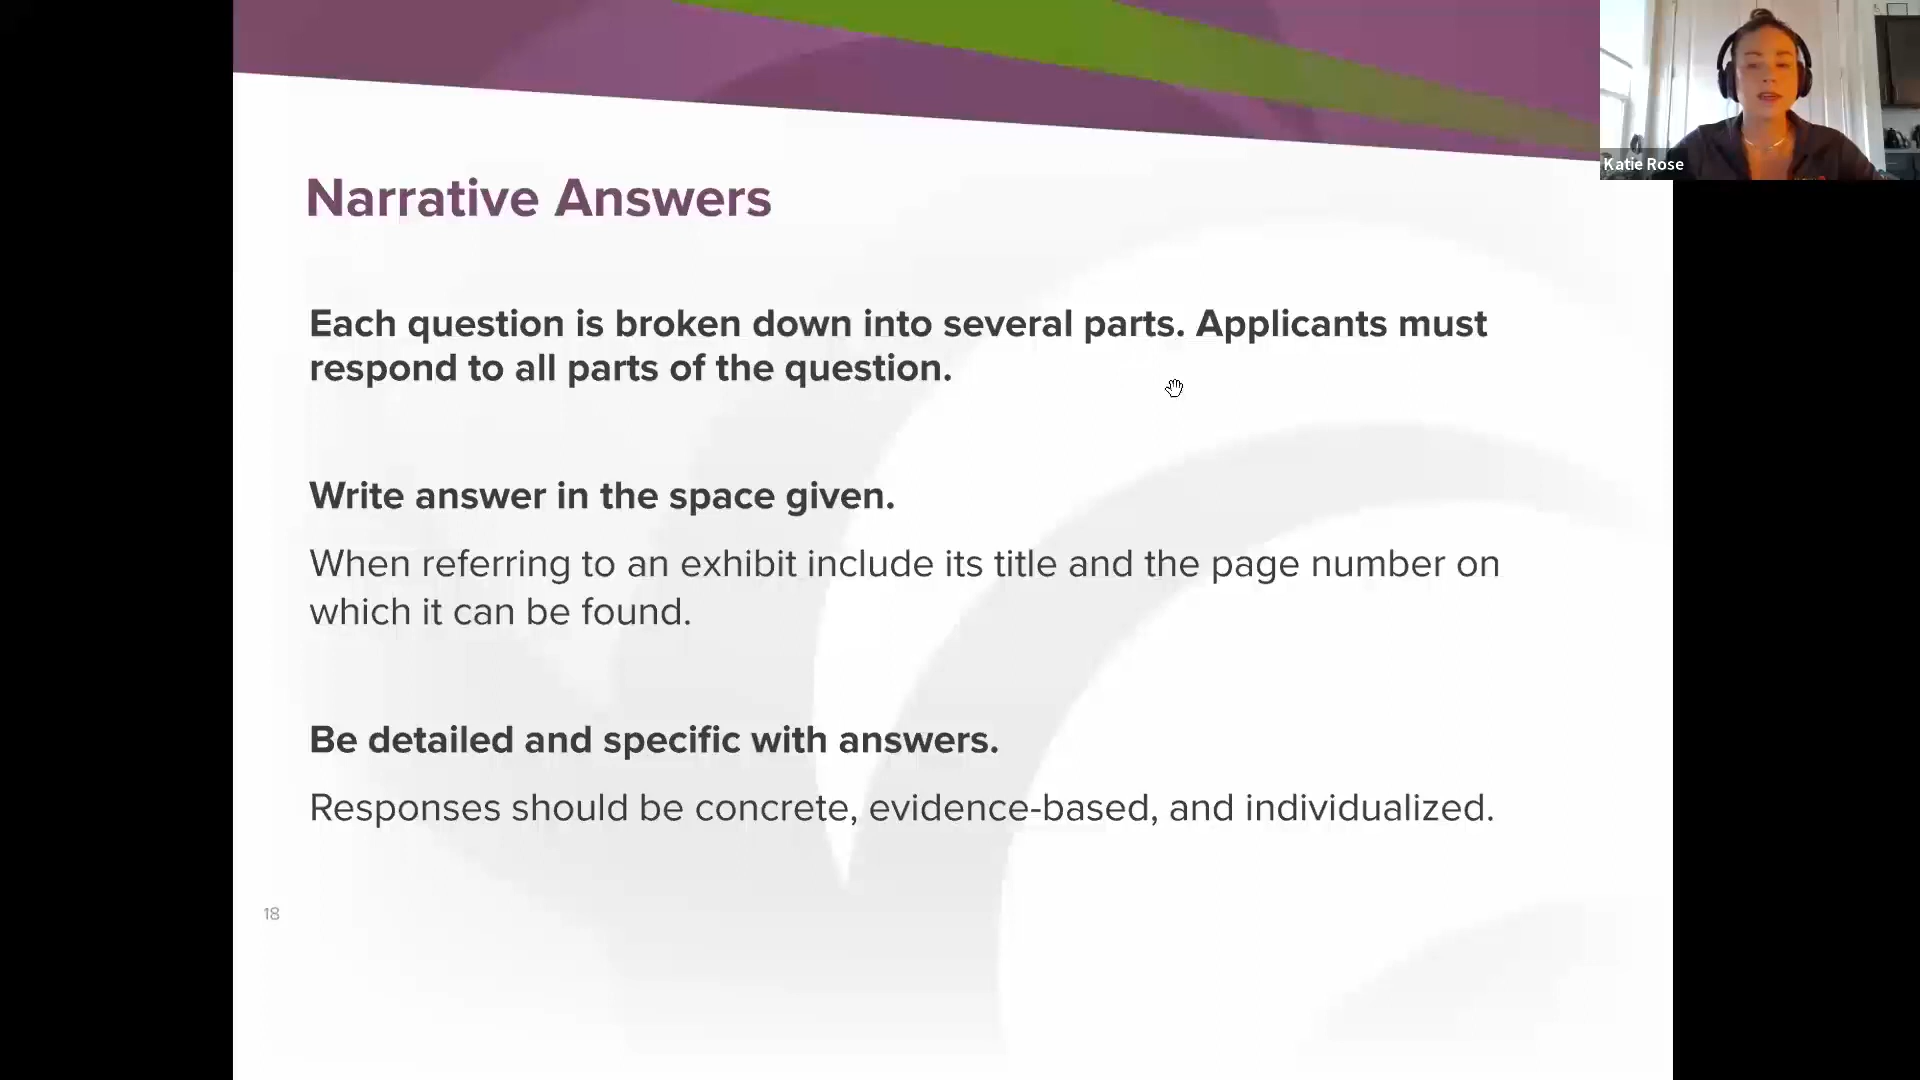 Katie Rose
Narrative Answers
Each question is broken down into several parts. Applicants must
respond to all parts of the question.
Write answer in the space given.
When referring to an exhibit include its title and the page number on
which it can be found.
Be detailed and specific with answers.
Responses should be concrete, evidence-based, and individualized.
18